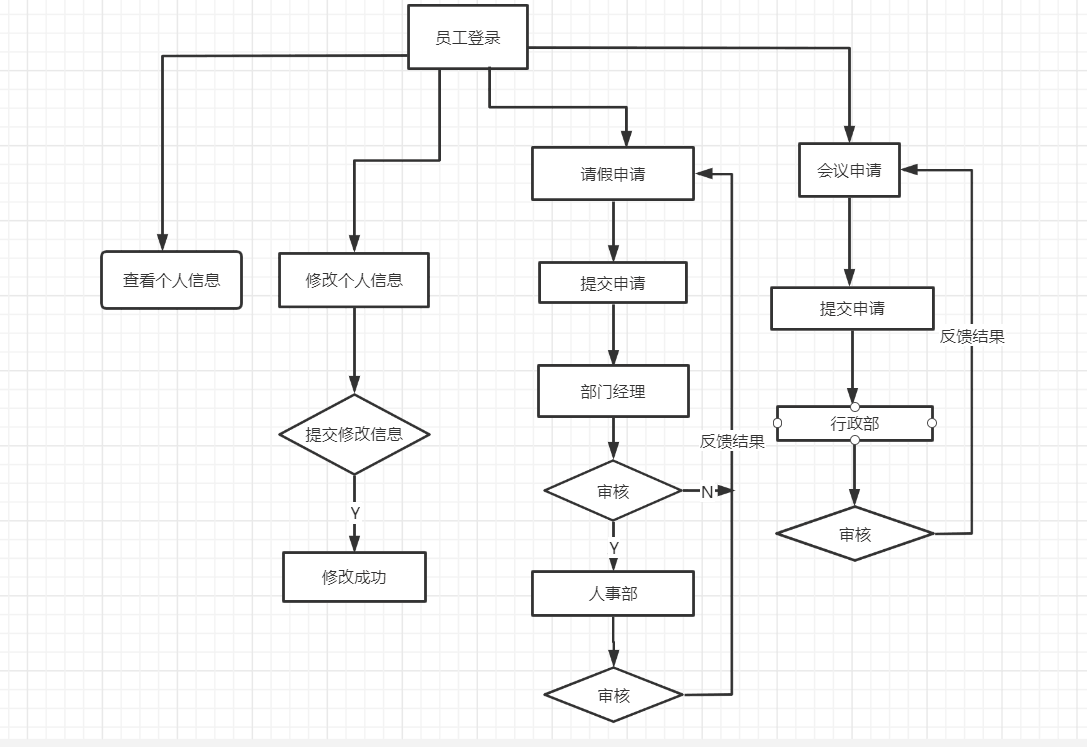 员工登录
请假申请
会议申请
查看个人信息
修改个人信息
提交申请
提交申请
反馈结果
部门经理
行政部
提交修改信息
反馈结果
审核
N
Y
审核
Y
修改成功
人事部
审核